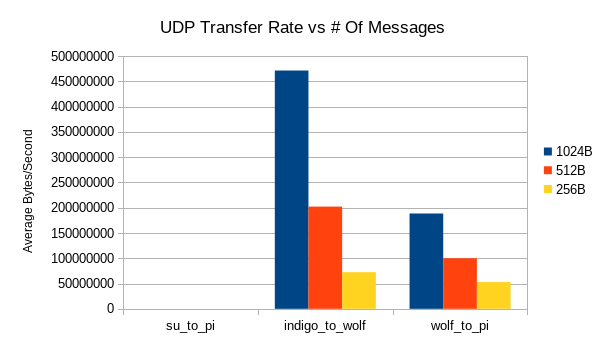 UDP Transfer Rate vs # Of Messages
Average Bytes/Second
500000000
450000000
400000000
350000000
300000000
250000000
200000000
150000000
100000000
50000000
0
su_to_pi
indigo_to_wolf
wolf_to_pi
1024B
512B
256B